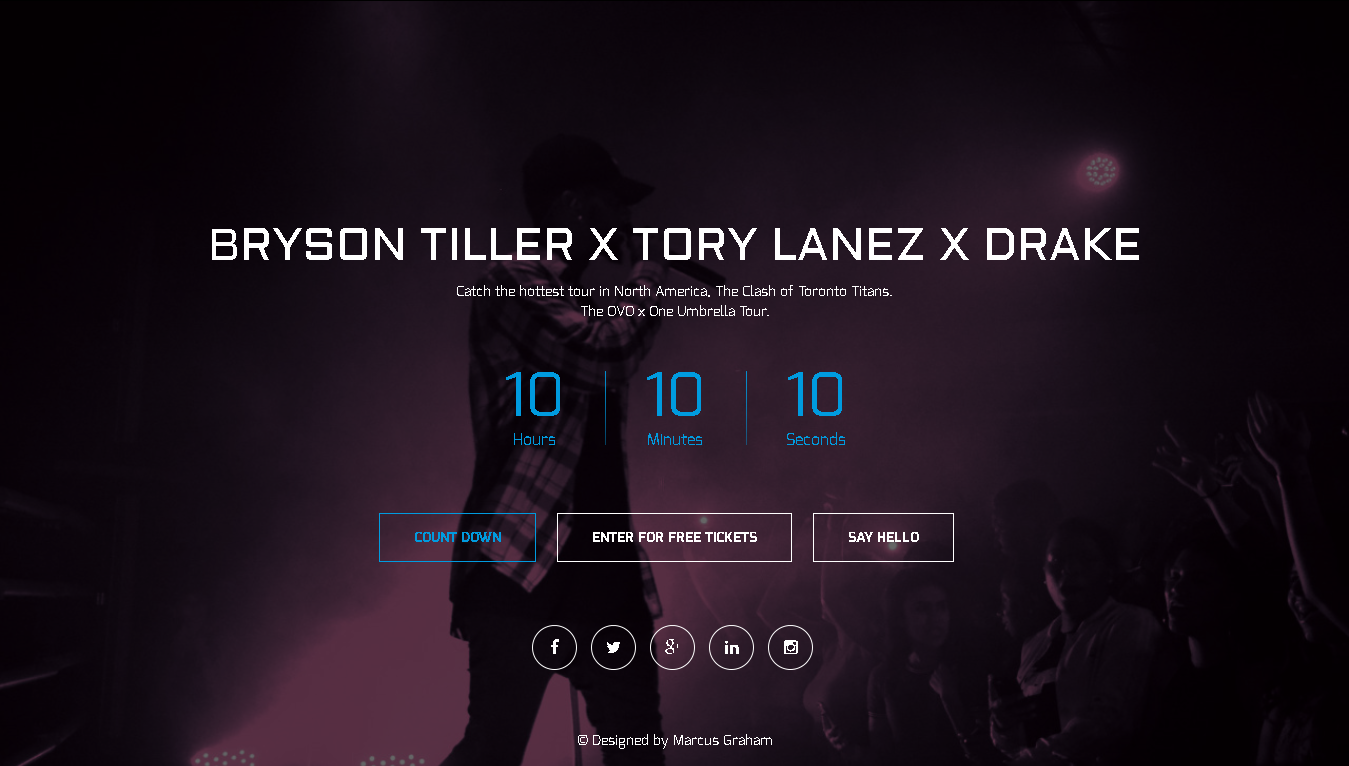 BRYSON TILLER X TORY LANEZ X DRAKE
Catch the hottest tour in North America, The Clash of Toronto Titans.
The OVO x One Umbrella Tour.
10 10 10
Hours Minutes Seconds
COUNT DOWN ENTER FOR FREE TICKETS SAY HELLO
© Designed by Marcus Graham